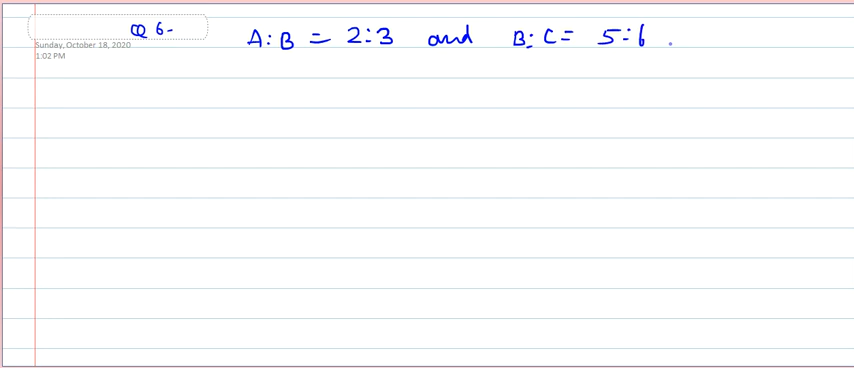 Q 6-
A:B = 2:3 and B:C = 5:6.
Sunday, October 18, 2020
1:02 PM